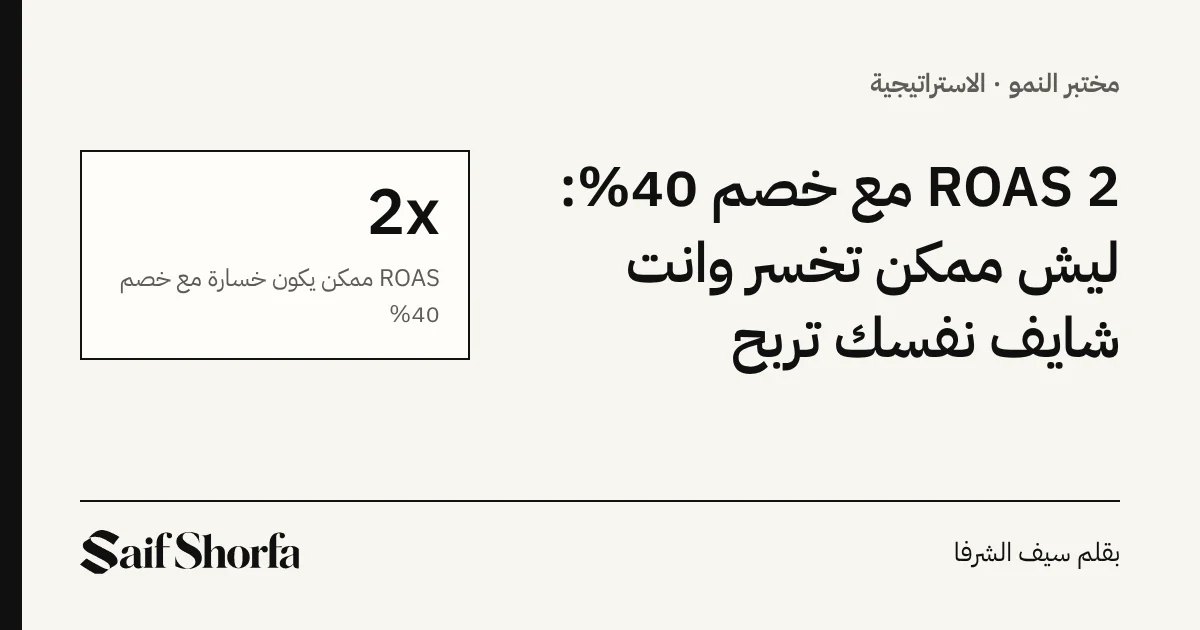 مختبر النمو · الاستراتيجية
ROAS 2 مع خصم 40%:
ليش ممكن تخسر وانت
شايف نفسك تربح
2x
ROAS ممكن يكون خسارة مع خصم
40%
بقلم سيف الشرفا
Saif Shorfa